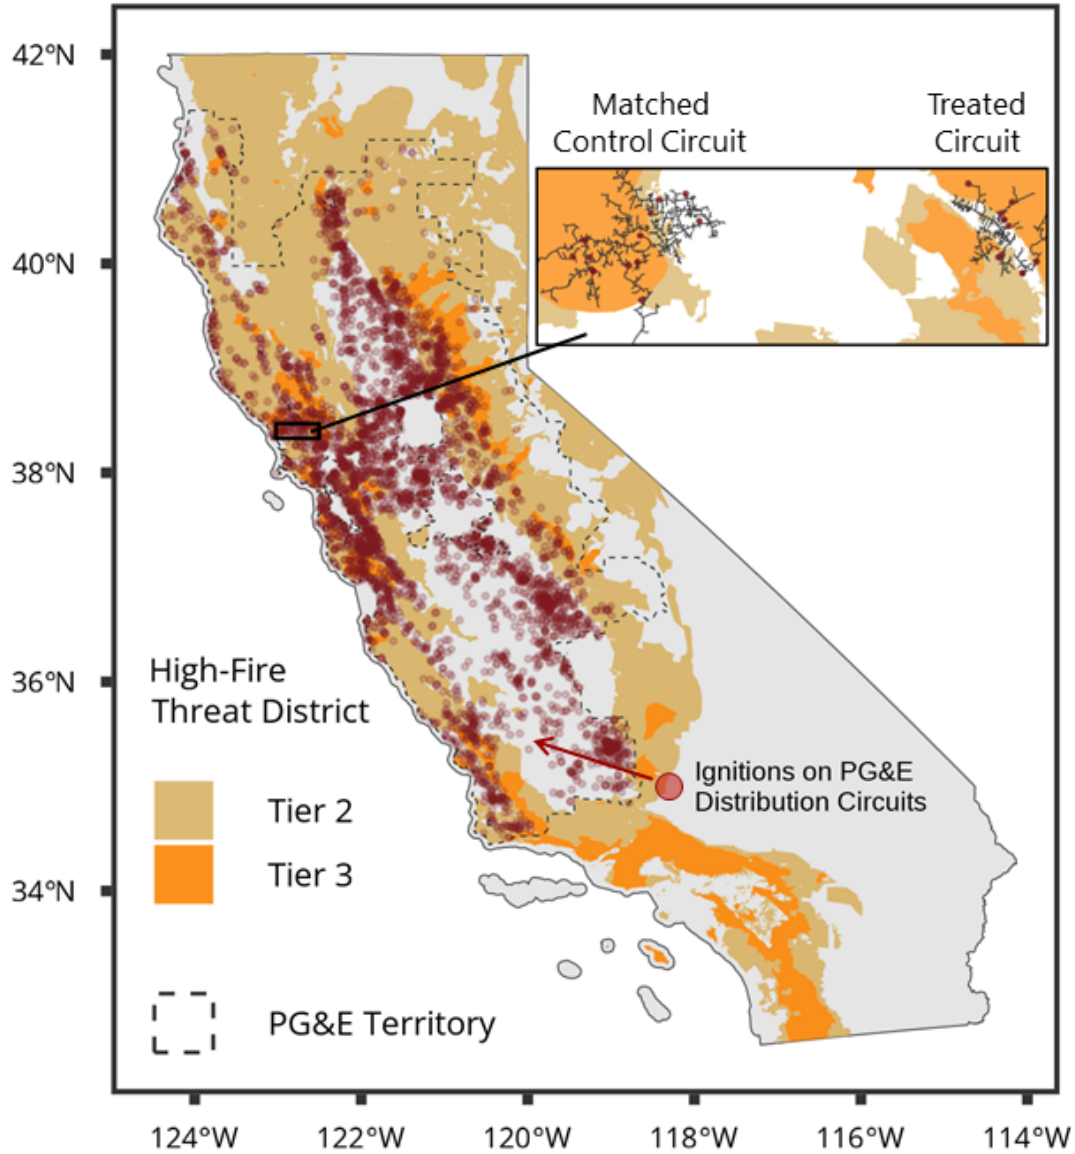 42°N
40°N
38°N
36°N
34°N
Matched
Control Circuit
Treated
Circuit
High-Fire
Threat District
Tier 2
Tier 3
PG&E Territory
Ignitions on PG&E
Distribution Circuits
124°W
122°W
120°W
118°W
116°W
114°W